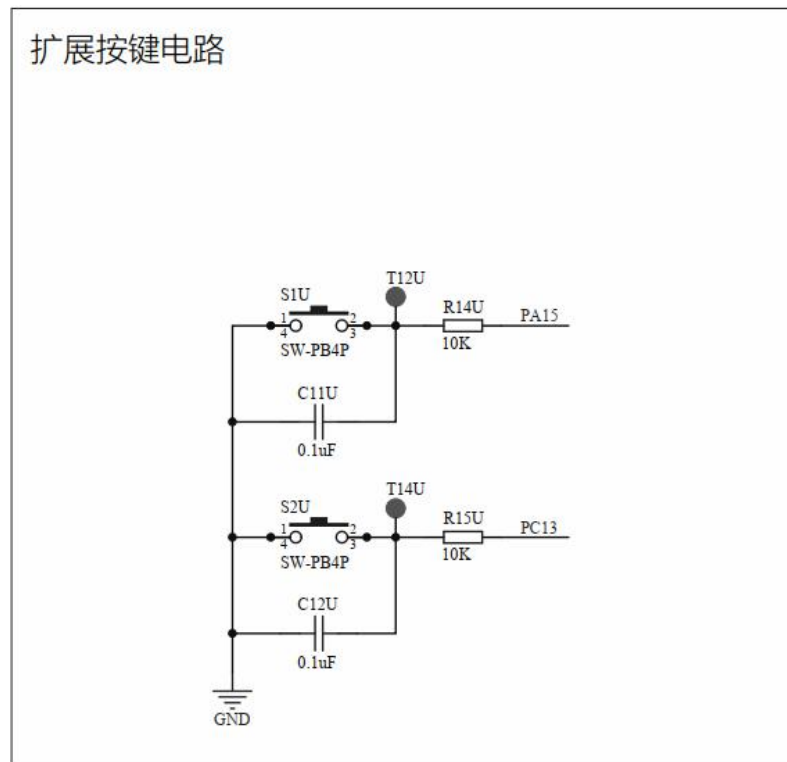 扩展按键电路
T12U
S1U
R14U
PA15
1
2
4
3
SW-PB4P
10K
C11U
0.1uF
T14U
S2U
R15U
PC13
1
2
4
3
SW-PB4P
10K
C12U
0.1uF
GND